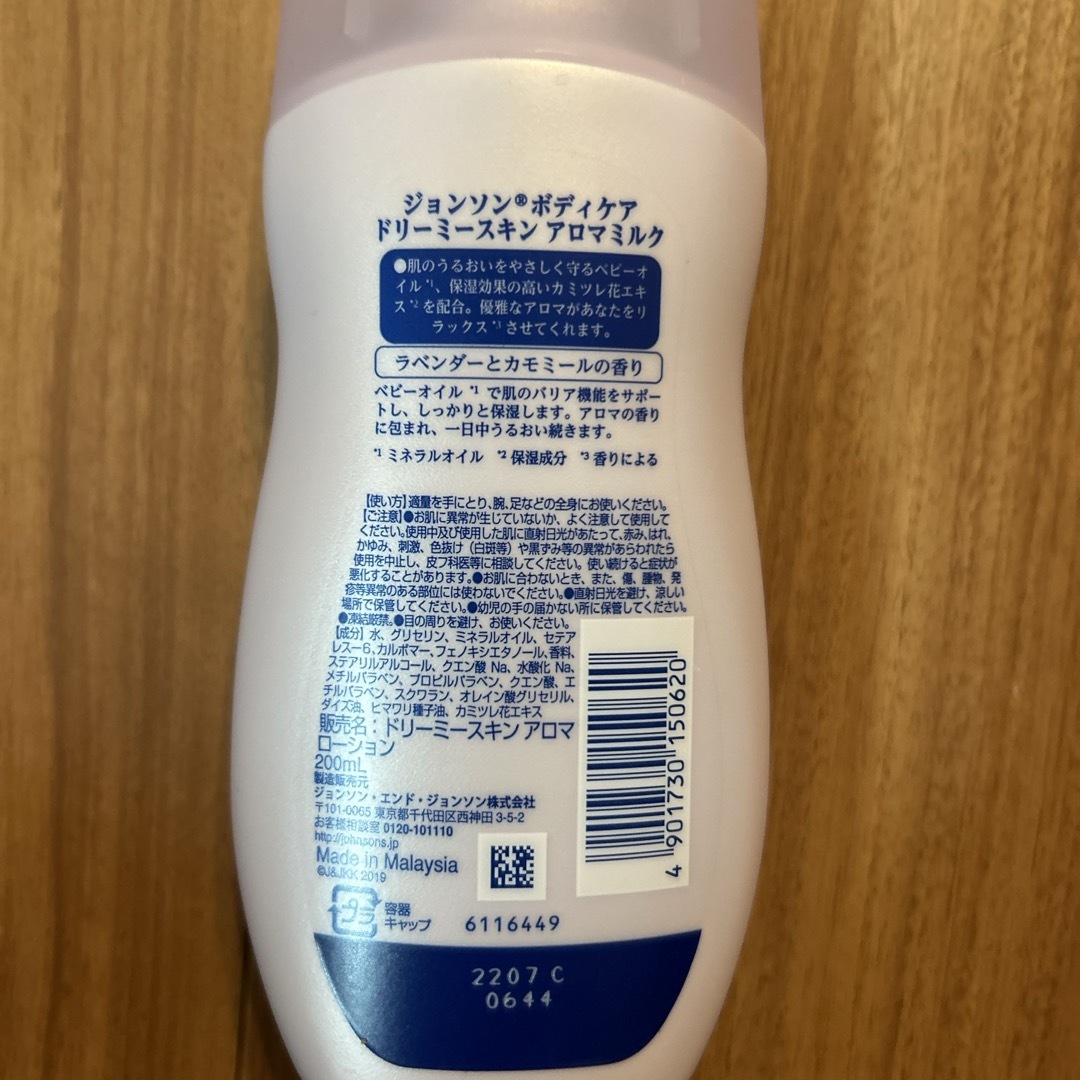 ジョンソン®ボディケア
ドリーミースキン アロマミルク
●肌のうるおいをやさしく守るベビーオ
イル*1、保湿効果の高いカミツレ花エキ
ス*2を配合。優雅なアロマがあなたをリ
ラックス*3させてくれます。
ラベンダーとカモミールの香り
ベビーオイル*1で肌のバリア機能をサポー
トし、しっかりと保湿します。アロマの香り
に包まれ、一日中うるおい続きます。
*1 ミネラルオイル *2 保湿成分 *3 香りによる
【使い方】適量を手にとり、腕、足などの全身にお使いください。
【ご注意】●お肌に異常が生じていないか、よく注意して使用して
ください。使用中及び使用した肌に直射日光があたって、赤み、はれ、
かゆみ、刺激、色抜け（白斑等）や黒ずみ等の異常があらわれたら
使用を中止し、皮フ科医等に相談してください。使い続けると症状が
悪化することがあります。●お肌に合わないとき、また、傷、腫物、発
疹等異常のある部位には使わないでください。●直射日光を避け、涼しい
場所で保管してください。●幼児の手の届かない所に保管してください。
●凍結厳禁。●目の周りを避け、お使いください。
【成分】水、グリセリン、ミネラルオイル、セテア
レス－6、カルボマー、フェノキシエタノール、香料、
ステアリルアルコール、クエン酸 Na、水酸化 Na、
メチルパラベン、プロピルパラベン、クエン酸、エ
チルパラベン、スクワラン、オレイン酸グリセリル、
ダイズ油、ヒマワリ種子油、カミツレ花エキス
販売名：ドリーミースキン アロマ
ローション
200mL
製造販売元
ジョンソン・エンド・ジョンソン株式会社
〒101-0065 東京都千代田区西神田 3-5-2
お客様相談室 0120-101110
http://johnsons.jp
Made in Malaysia
©J&JKK 2019
プラ
容器
キャップ
6116449
4 901730 150620
2207 C
0644